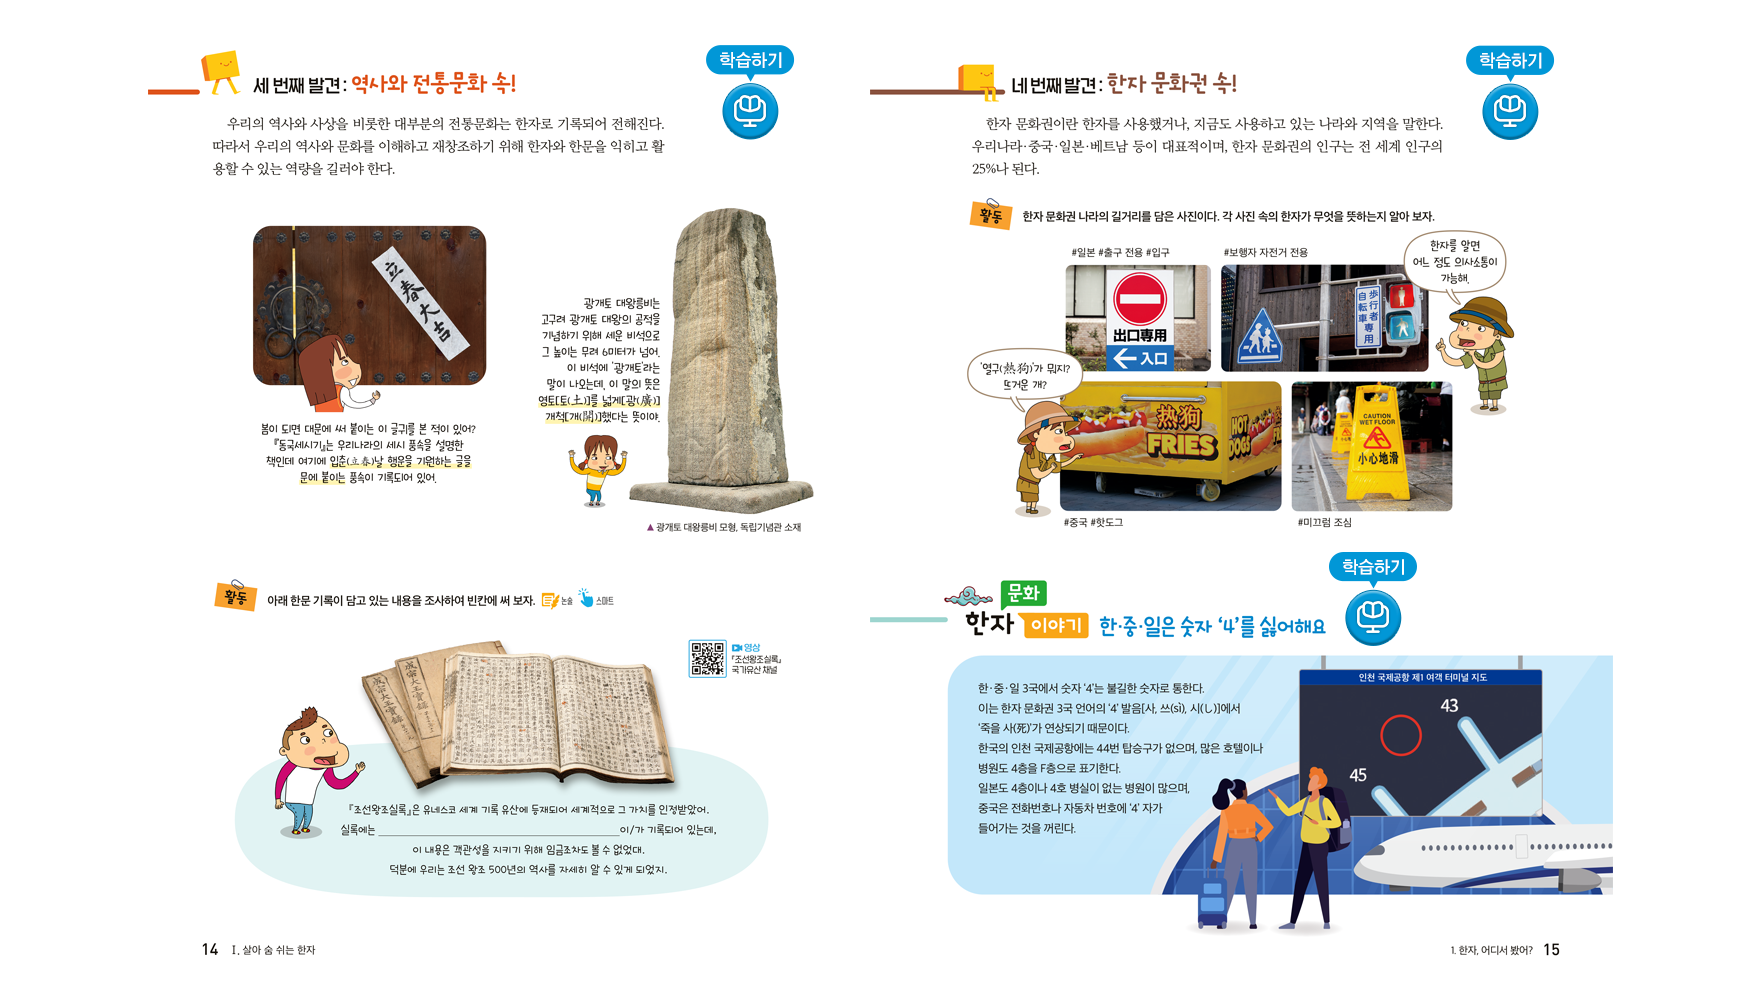 세 번째 발견 : 역사와 전통문화 속!
학습하기
우리의 역사와 사상을 비롯한 대부분의 전통문화는 한자로 기록되어 전해진다.
따라서 우리의 역사와 문화를 이해하고 재창조하기 위해 한자와 한문을 익히고 활
용할 수 있는 역량을 길러야 한다.
立春大吉
봄이 되면 대문에 써 붙이는 이 글귀를 본 적이 있어?
『동국세시기』는 우리나라의 세시 풍속을 설명한
책인데 여기에 입춘(立春)날 행운을 기원하는 글을
문에 붙이는 풍속이 기록되어 있어.
광개토 대왕릉비는
고구려 광개토 대왕의 공적을
기념하기 위해 세운 비석으로
그 높이는 무려 6미터가 넘어.
이 비석에 ‘광개토’라는
말이 나오는데, 이 말의 뜻은
영토[토(土)]를 넓게[광(廣)]
개척[개(開)]했다는 뜻이야.
▲ 광개토 대왕릉비 모형, 독립기념관 소재
활동
아래 한문 기록이 담고 있는 내용을 조사하여 빈칸에 써 보자.
논술
스마트
영상
『조선왕조실록』
국가유산 채널
成宗大王實錄
成宗大王實錄
『조선왕조실록』은 유네스코 세계 기록 유산에 등재되어 세계적으로 그 가치를 인정받았어.
실록에는 이/가 기록되어 있는데,
이 내용은 객관성을 지키기 위해 임금조차도 볼 수 없었대.
덕분에 우리는 조선 왕조 500년의 역사를 자세히 알 수 있게 되었지.
14 Ⅰ. 살아 숨 쉬는 한자
네 번째 발견 : 한자 문화권 속!
학습하기
한자 문화권이란 한자를 사용했거나, 지금도 사용하고 있는 나라와 지역을 말한다.
우리나라·중국·일본·베트남 등이 대표적이며, 한자 문화권의 인구는 전 세계 인구의
25%나 된다.
활동
한자 문화권 나라의 길거리를 담은 사진이다. 각 사진 속의 한자가 무엇을 뜻하는지 알아 보자.
#일본 #출구 전용 #입구
出口専用
入口
#보행자 자전거 전용
歩行者専用
自転車
한자를 알면
어느 정도 의사소통이
가능해.
‘열구(熱狗)’가 뭐지?
뜨거운 개?
热狗
FRIES
HOT
DOGS
#중국 #핫도그
CAUTION
WET FLOOR
小心地滑
#미끄럼 조심
문화
한자 이야기
한·중·일은 숫자 ‘4’를 싫어해요
학습하기
한·중·일 3국에서 숫자 ‘4’는 불길한 숫자로 통한다.
이는 한자 문화권 3국 언어의 ‘4’ 발음[사, 쓰(sì), 시(し)]에서
‘죽을 사(死)’가 연상되기 때문이다.
한국의 인천 국제공항에는 44번 탑승구가 없으며, 많은 호텔이나
병원도 4층을 F층으로 표기한다.
일본도 4층이나 4호 병실이 없는 병원이 많으며,
중국은 전화번호나 자동차 번호에 ‘4’ 자가
들어가는 것을 꺼린다.
인천 국제공항 제1 여객 터미널 지도
43
45
1. 한자, 어디서 봤어? 15